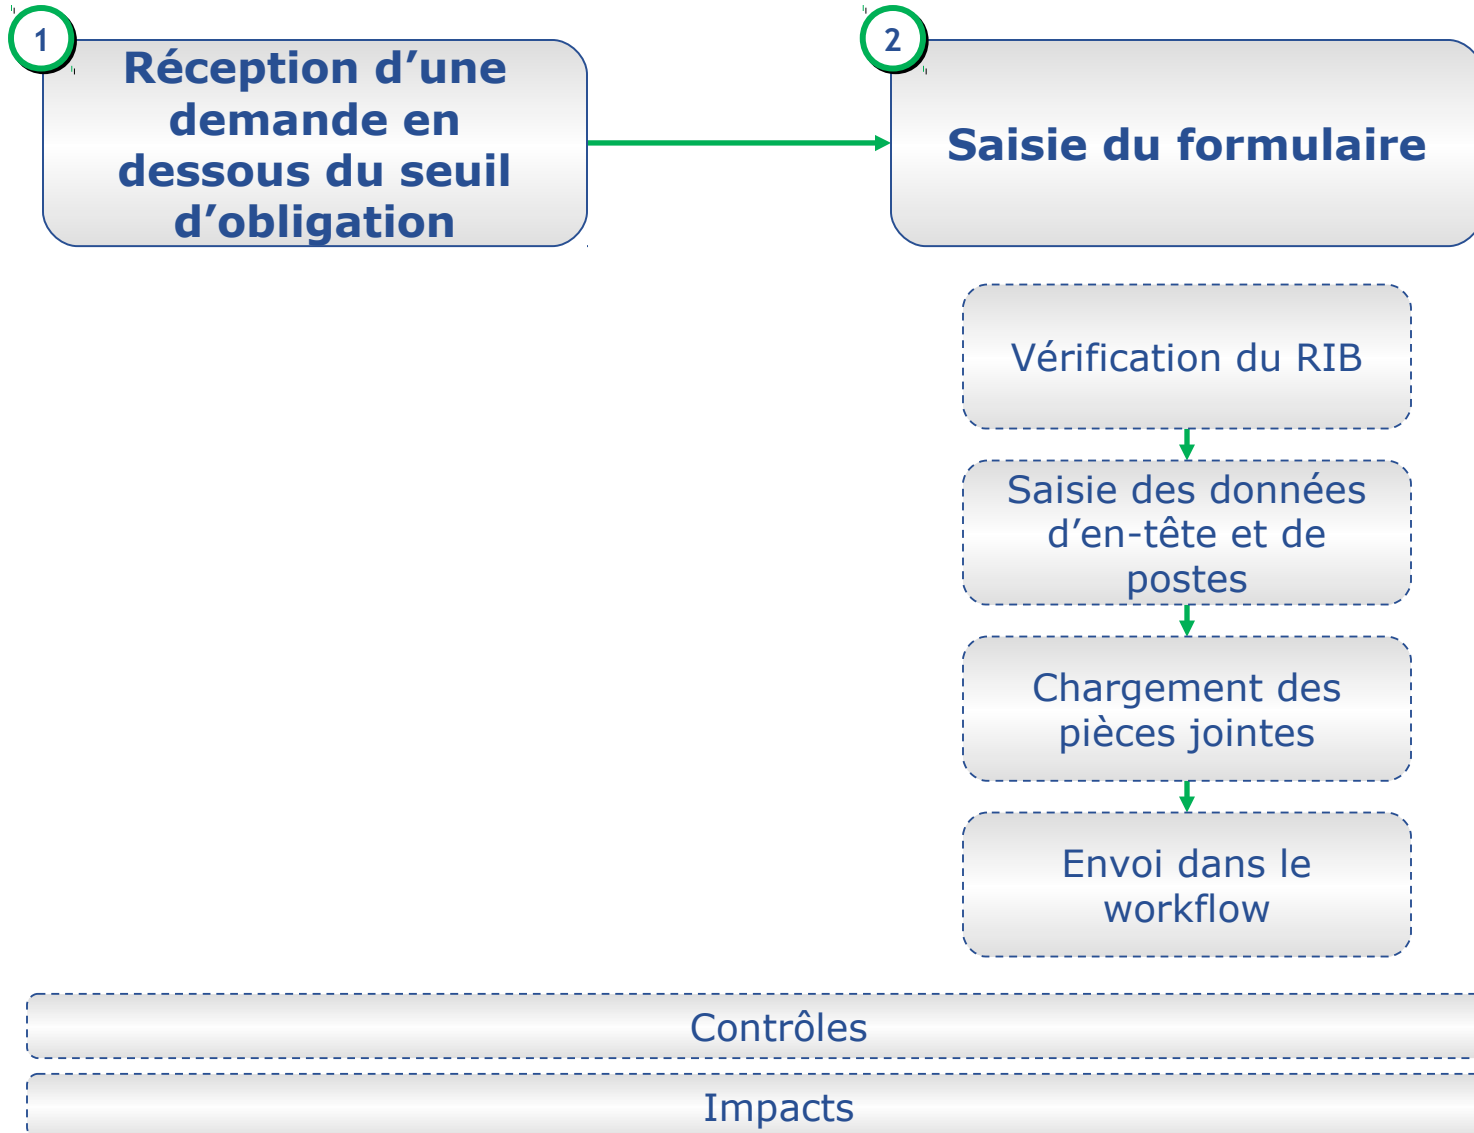 1
Réception d’une
demande en
dessous du seuil
d’obligation
2
Saisie du formulaire
Vérification du RIB
Saisie des données
d’en-tête et de
postes
Chargement des
pièces jointes
Envoi dans le
workflow
Contrôles
Impacts